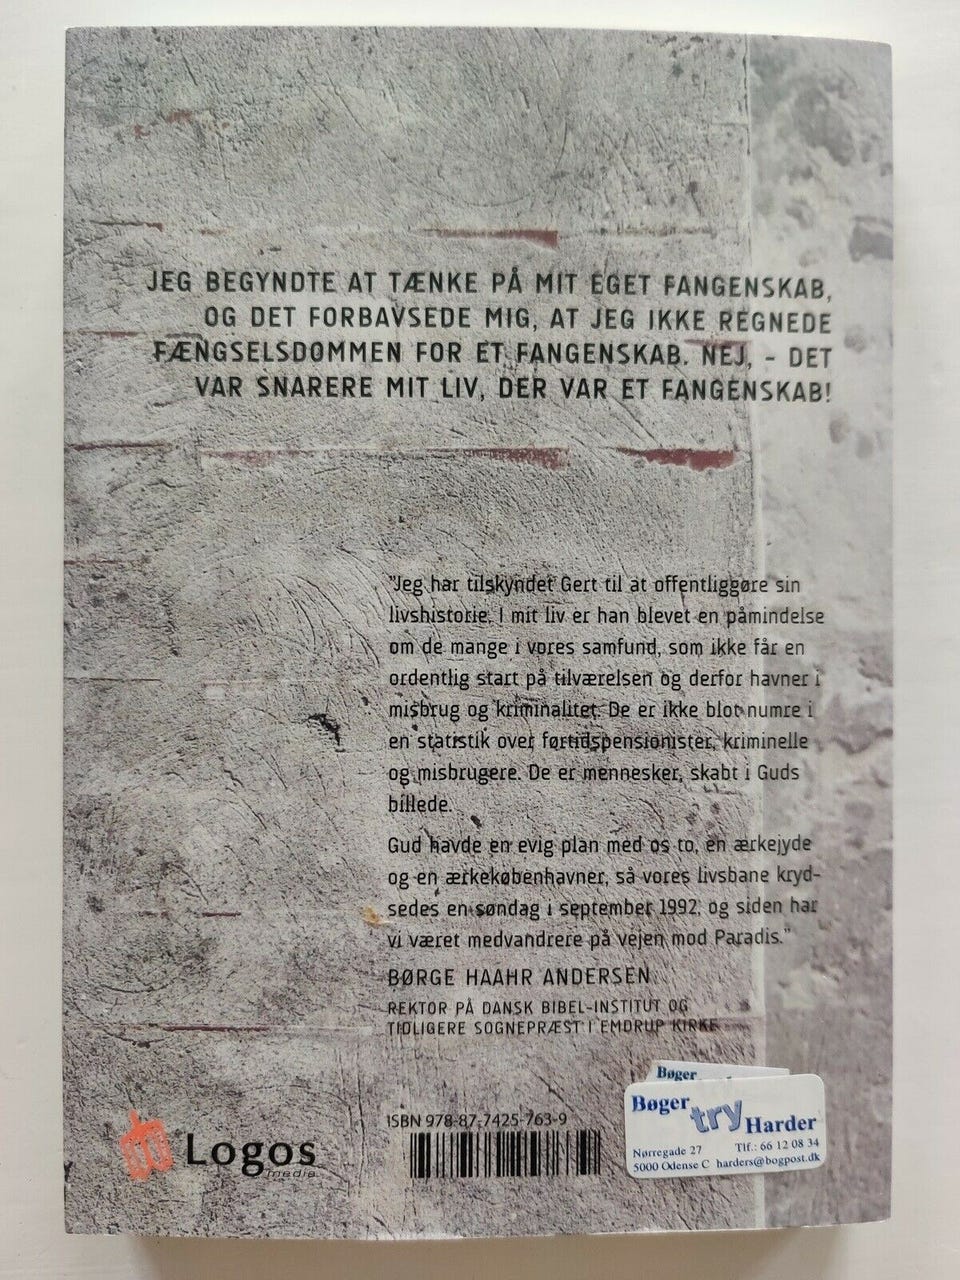 JEG BEGYNDTE AT TÆNKE PÅ MIT EGET FANGENSKAB,
OG DET FORBAVSEDE MIG, AT JEG IKKE REGNEDE
FÆNGSELSDOMMEN FOR ET FANGENSKAB. NEJ, - DET
VAR SNARERE MIT LIV, DER VAR ET FANGENSKAB!
"Jeg har tilskyndet Gert til at offentliggøre sin
livshistorie. I mit liv er han blevet en påmindelse
om de mange i vores samfund, som ikke får en
ordentlig start på tilværelsen og derfor havner i
misbrug og kriminalitet. De er ikke blot numre i
en statistik over førtidspensionister, kriminelle
og misbrugere. De er mennesker, skabt i Guds
billede.
Gud havde en evig plan med os to, en ærkejyde
og en ærkekøbenhavner, så vores livsbane kryd-
sedes en søndag i september 1992, og siden har
vi været medvandrere på vejen mod Paradis."
BØRGE HAAHR ANDERSEN
REKTOR PÅ DANSK BIBEL-INSTITUT OG
TIDLIGERE SOGNEPRÆST I EMDRUP KIRKE
ISBN 978-87-7425-763-9
Logos
media
Bøger
Bøger
try
Harder
Nørregade 27 Tlf.: 66 12 08 34
5000 Odense C harders@bogpost.dk